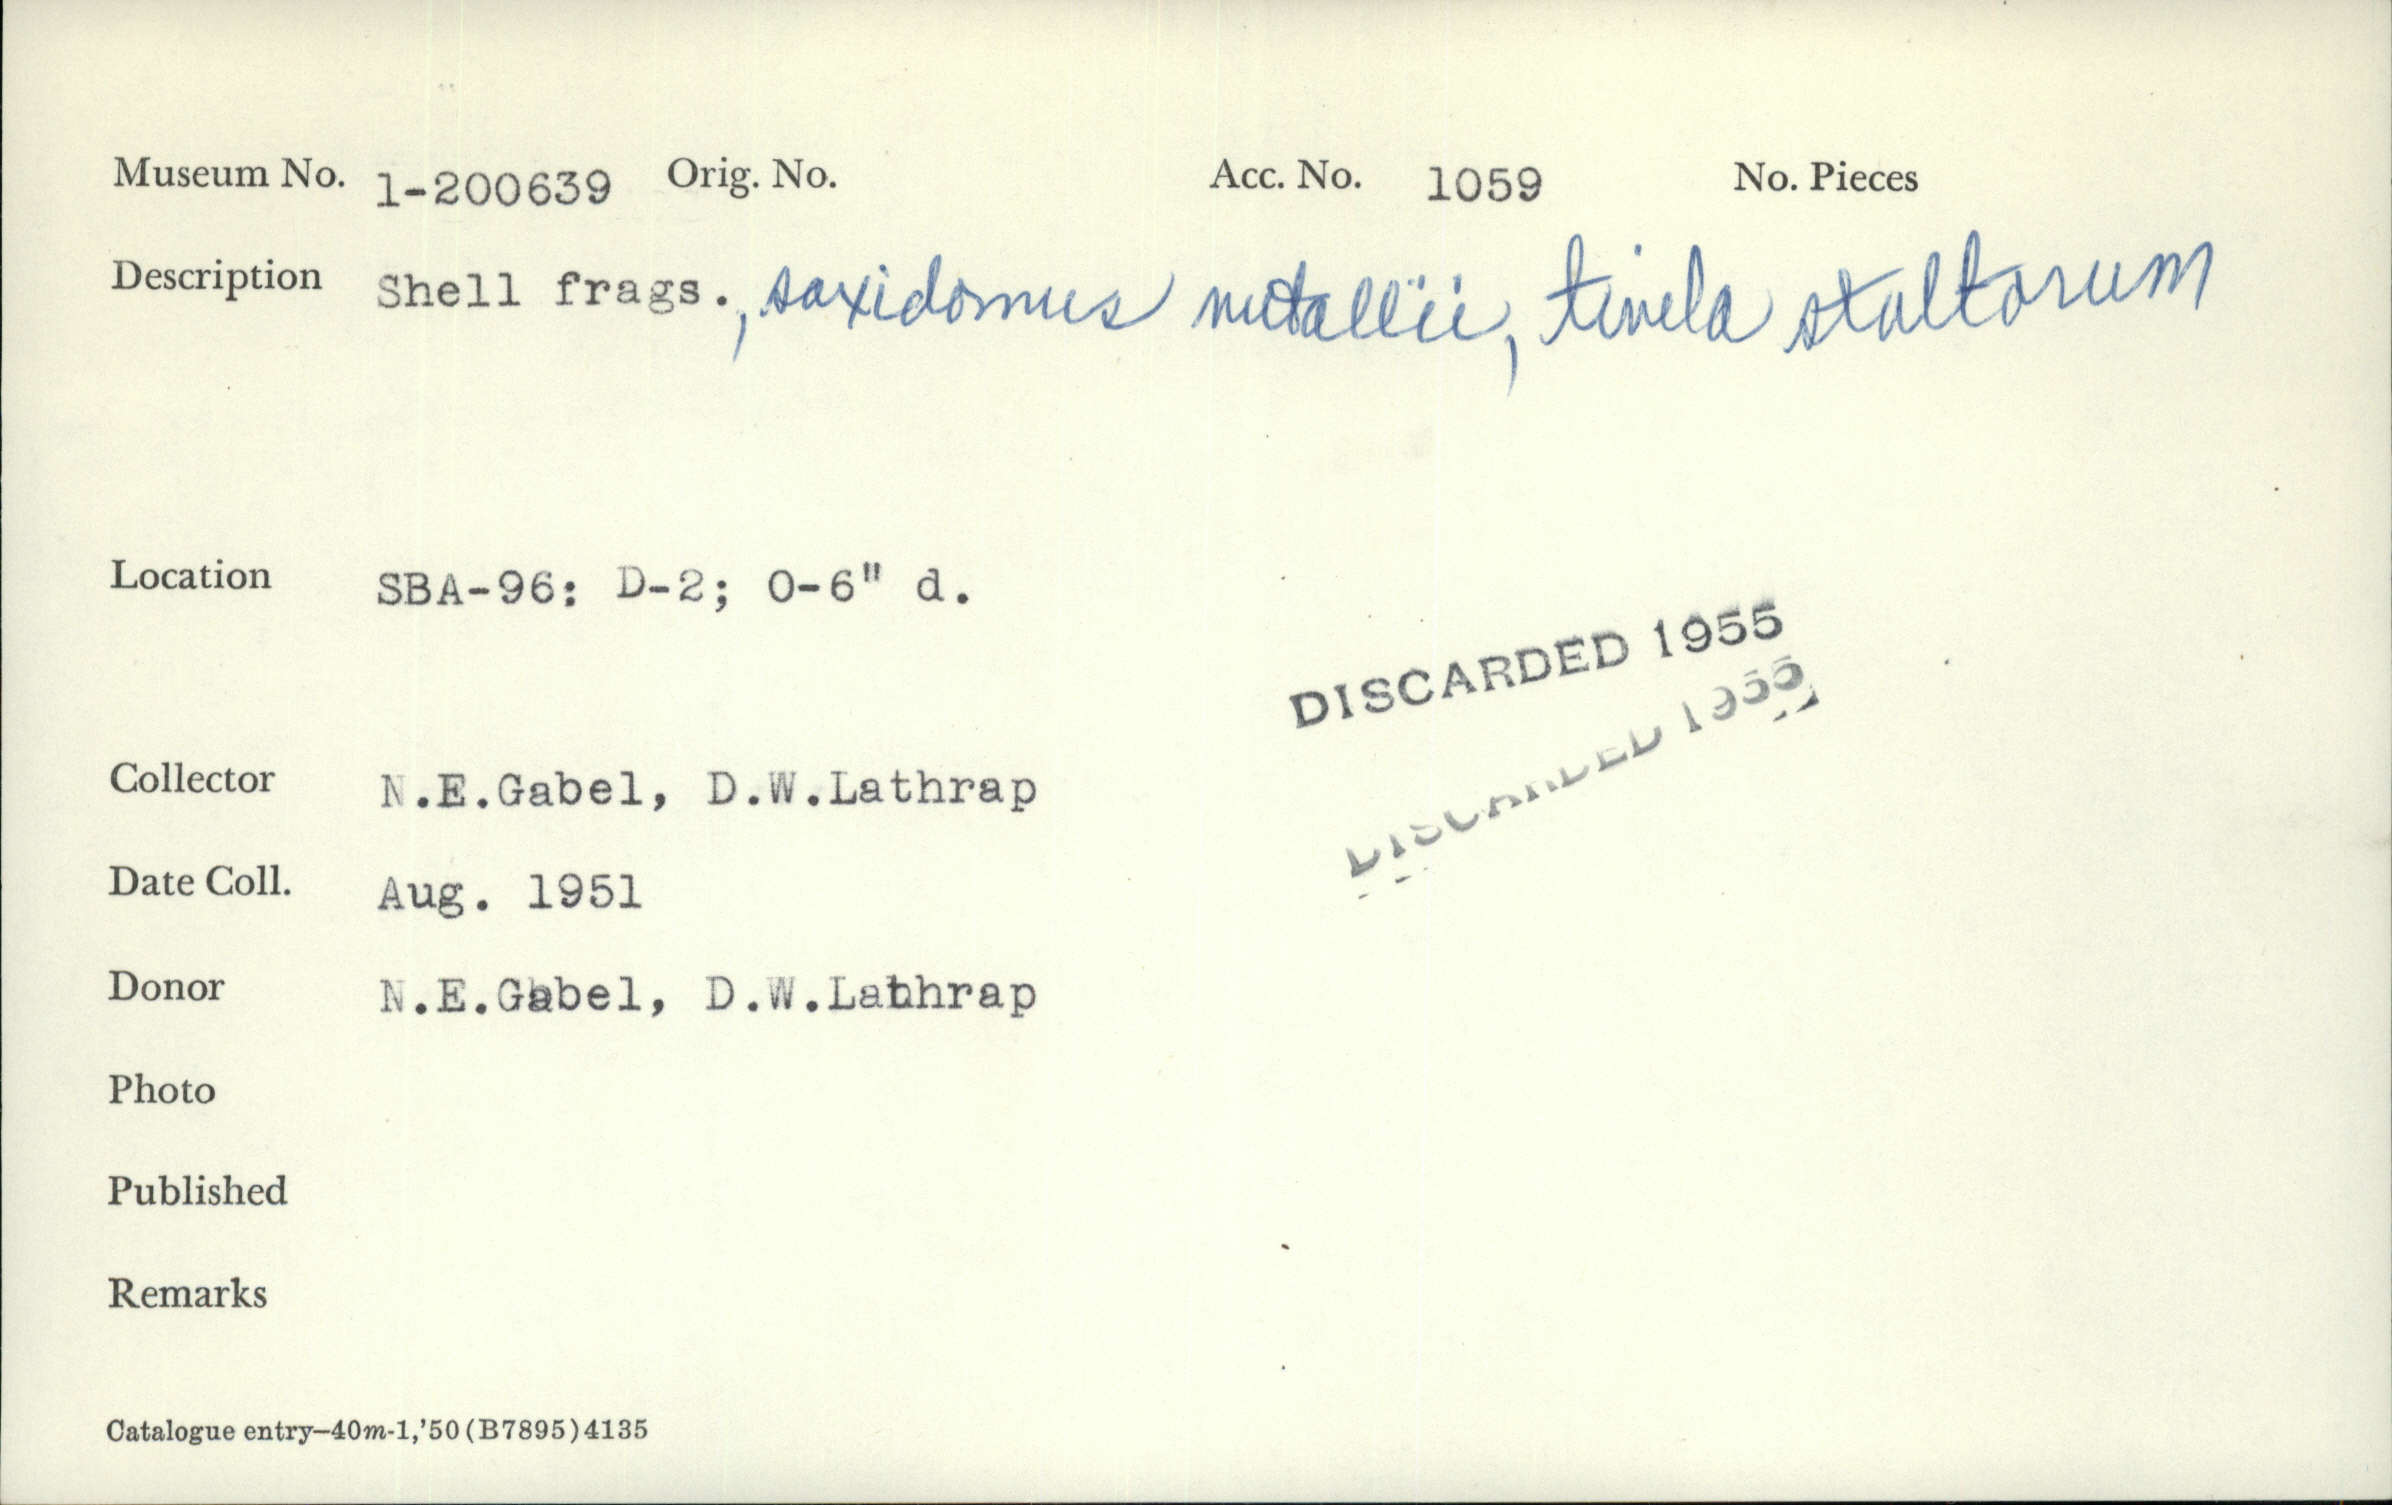 Museum No. 1-200639 Orig. No. Acc. No. 1059 No. Pieces
Description Shell frags., saxidomus nutallii, tivela stultorum
Location SBA-96: D-2; 0-6" d.
DISCARDED 1955
DISCARDED 1955
Collector N.E.Gabel, D.W.Lathrap
Date Coll. Aug. 1951
Donor N.E.Gabel, D.W.Lathrap
Photo
Published
Remarks
Catalogue entry—40m-1,'50(B7895)4135